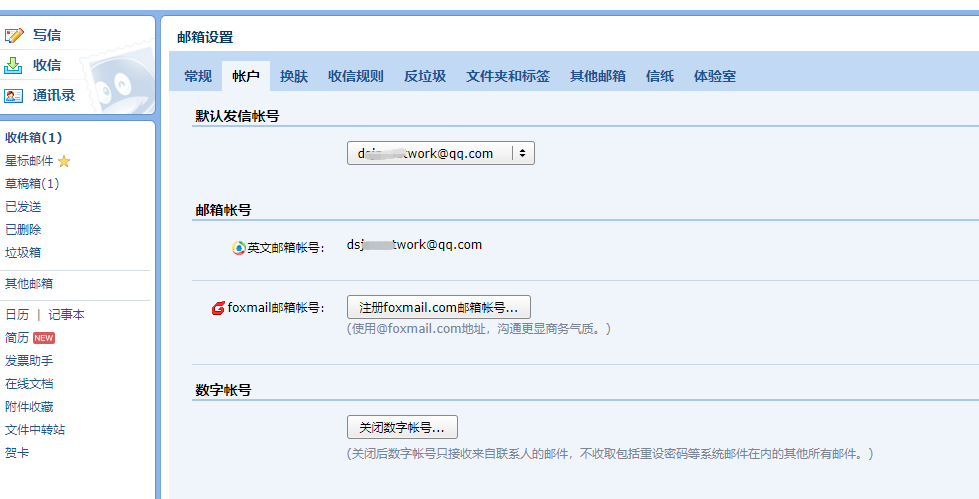 写信
收信
通讯录
收件箱(1)
星标邮件
草稿箱(1)
已发送
已删除
垃圾箱
其他邮箱
日历 | 记事本
简历 NEW
发票助手
在线文档
附件收藏
文件中转站
贺卡
邮箱设置
常规 帐户 换肤 收信规则 反垃圾 文件夹和标签 其他邮箱 信纸 体验室
默认发信帐号
邮箱帐号
英文邮箱帐号:
foxmail邮箱帐号: 注册foxmail.com邮箱帐号...
(使用@foxmail.com地址，沟通更显商务气质。)
数字帐号
关闭数字帐号...
(关闭后数字帐号只接收来自联系人的邮件，不收取包括重设密码等系统邮件在内的其他所有邮件。)